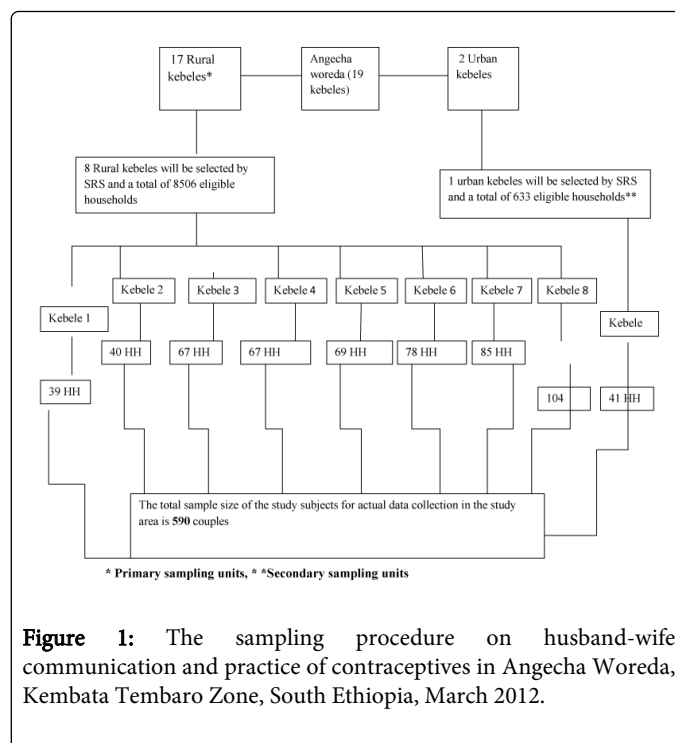 17 Rural
kebeles*
Angecha
woreda (19
kebeles)
2 Urban
kebeles
8 Rural kebeles will be selected by
SRS and a total of 8506 eligible
households
1 urban kebeles will be selected by SRS
and a total of 633 eligible households**
Kebele 1
Kebele 2
Kebele 3
Kebele 4
Kebele 5
Kebele 6
Kebele 7
Kebele 8
Kebele
39 HH
40 HH
67 HH
67 HH
69 HH
78 HH
85 HH
104
41 HH
The total sample size of the study subjects for actual data collection in the study
area is 590 couples
* Primary sampling units, * *Secondary sampling units
Figure 1: The sampling procedure on husband-wife
communication and practice of contraceptives in Angecha Woreda,
Kembata Tembaro Zone, South Ethiopia, March 2012.